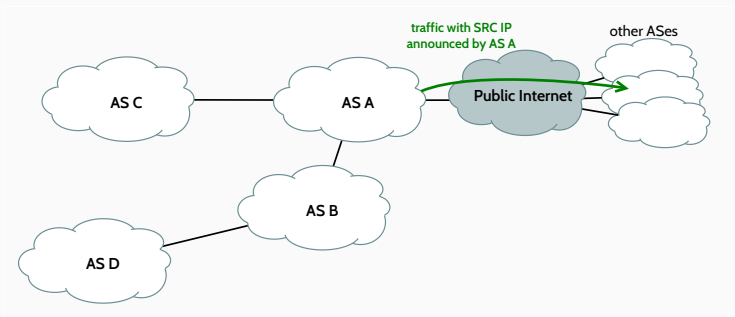 traffic with SRC IP
announced by AS A
other ASes
AS C
AS A
Public Internet
AS B
AS D